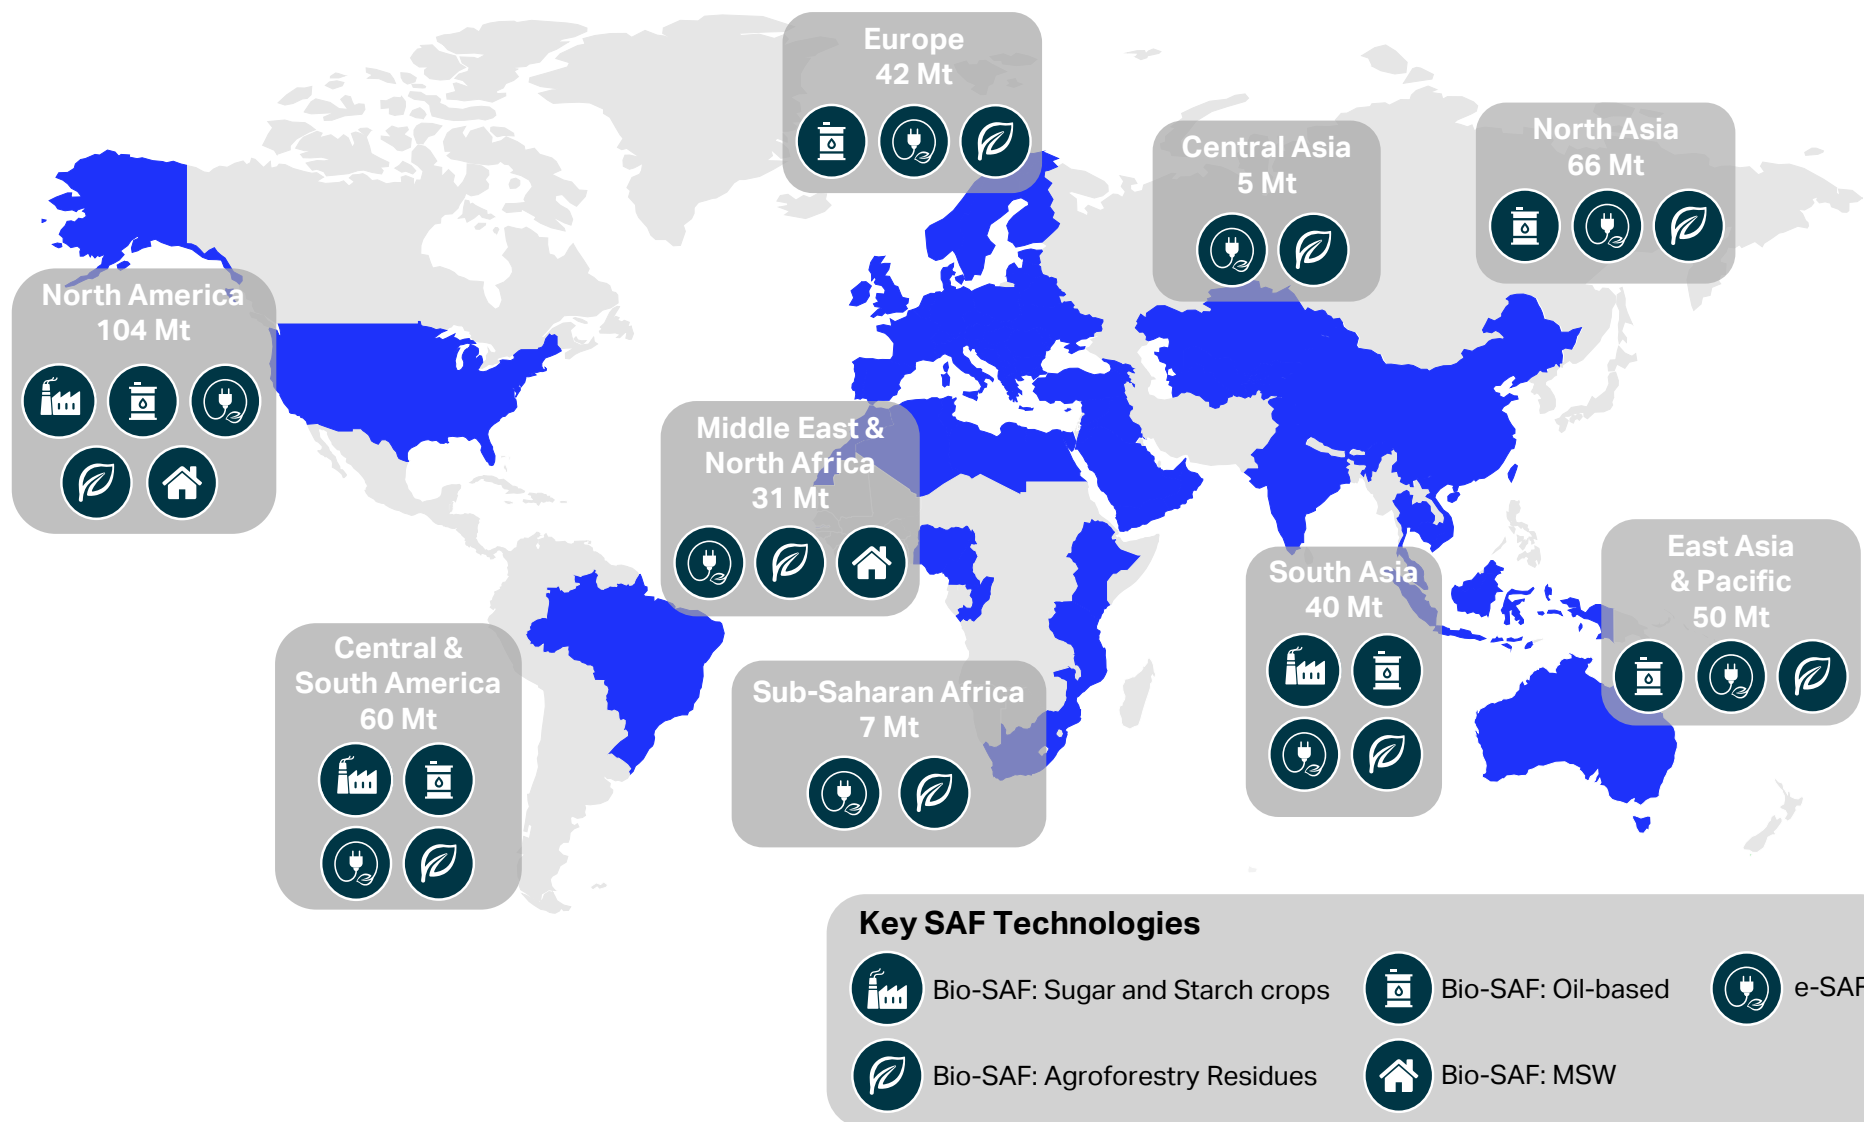 Europe
42 Mt
Central Asia
5 Mt
North Asia
66 Mt
North America
104 Mt
Middle East &
North Africa
31 Mt
South Asia
40 Mt
East Asia
& Pacific
50 Mt
Central &
South America
60 Mt
Sub-Saharan Africa
7 Mt
Key SAF Technologies
Bio-SAF: Sugar and Starch crops
Bio-SAF: Oil-based
e-SAF
Bio-SAF: Agroforestry Residues
Bio-SAF: MSW